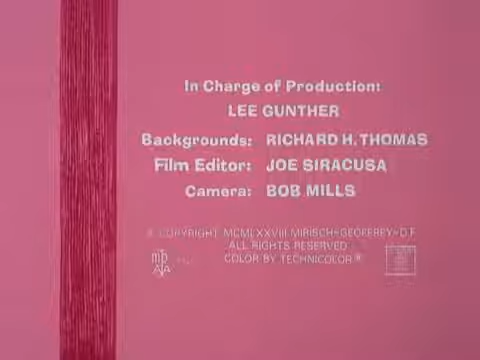 In Charge of Production:
LEE GUNTHER
Backgrounds: RICHARD H. THOMAS
Film Editor: JOE SIRACUSA
Camera: BOB MILLS
© COPYRIGHT MCMLXXVIII MIRISCH-GEOFFREY-D.F.
ALL RIGHTS RESERVED
COLOR BY TECHNICOLOR®